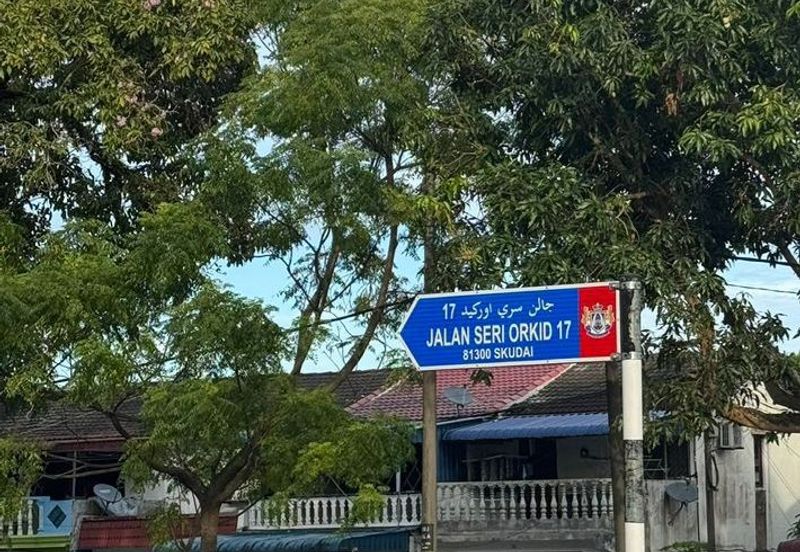 جالن سري اوركيد 17
JALAN SERI ORKID 17
81300 SKUDAI